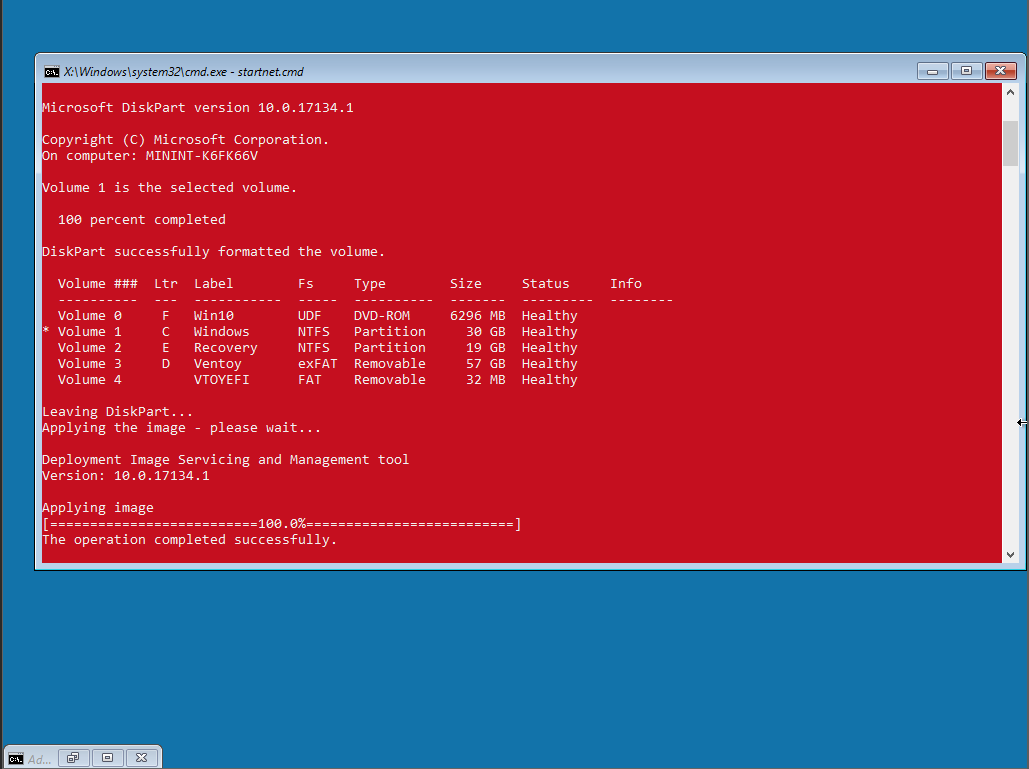 X:\Windows\system32\cmd.exe - startnet.cmd
Microsoft DiskPart version 10.0.17134.1
Copyright (C) Microsoft Corporation.
On computer: MININT-K6FK66V
Volume 1 is the selected volume.
  100 percent completed
DiskPart successfully formatted the volume.
  Volume ###  Ltr  Label        Fs     Type        Size     Status     Info
  ----------  ---  -----------  -----  ----------  -------  ---------  --------
  Volume 0     F   Win10        UDF    DVD-ROM     6296 MB  Healthy
* Volume 1     C   Windows      NTFS   Partition     30 GB  Healthy
  Volume 2     E   Recovery     NTFS   Partition     19 GB  Healthy
  Volume 3     D   Ventoy       exFAT  Removable     57 GB  Healthy
  Volume 4         VTOYEFI      FAT    Removable     32 MB  Healthy
Leaving DiskPart...
Applying the image - please wait...
Deployment Image Servicing and Management tool
Version: 10.0.17134.1
Applying image
[==========================100.0%==========================]
The operation completed successfully.
Ad...